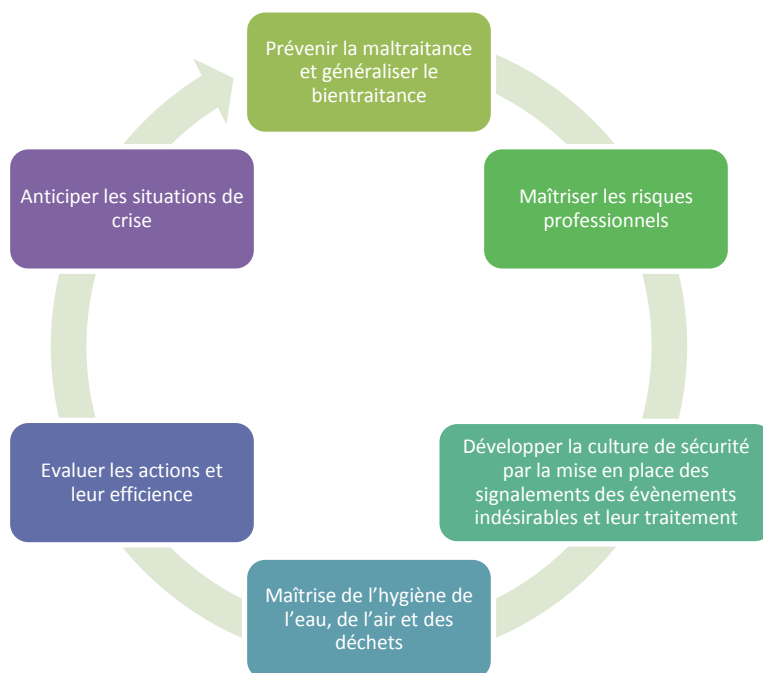 Prévenir la maltraitance
et généraliser le
bientraitance
Maîtriser les risques
professionnels
Développer la culture de sécurité
par la mise en place des
signalements des évènements
indésirables et leur traitement
Maîtrise de l’hygiène de
l’eau, de l’air et des
déchets
Evaluer les actions et
leur efficience
Anticiper les situations de
crise